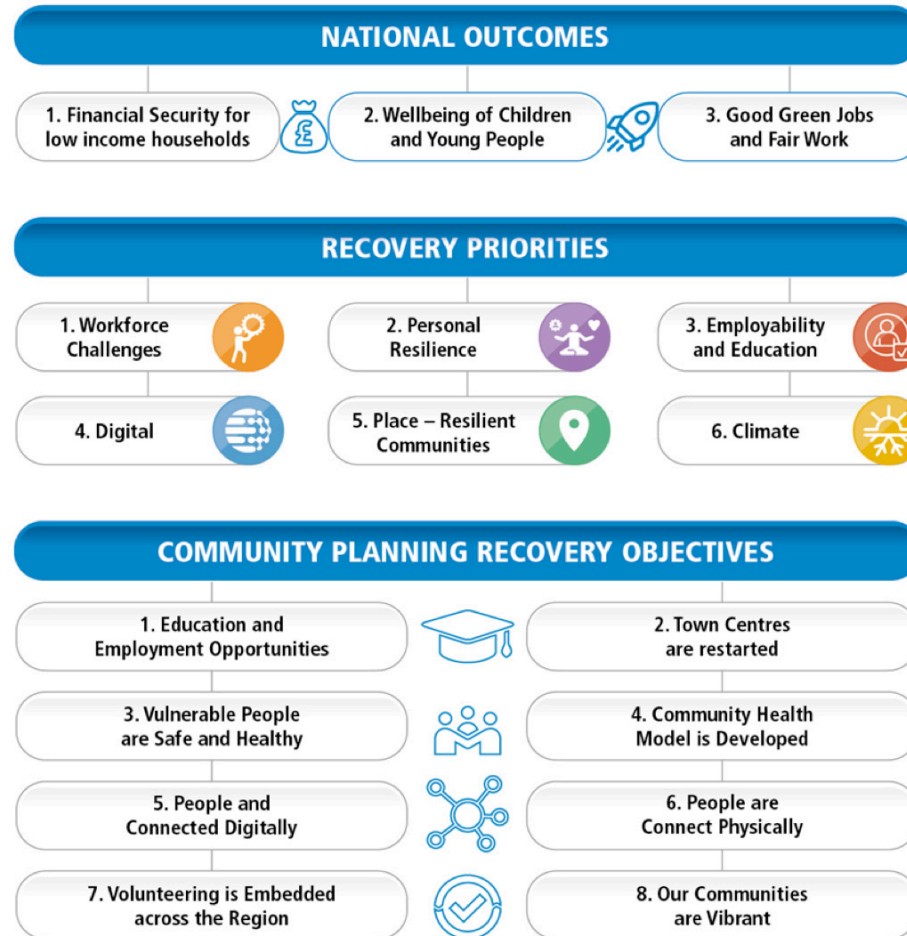 NATIONAL OUTCOMES
1. Financial Security for
low income households
£
2. Wellbeing of Children
and Young People
3. Good Green Jobs
and Fair Work
RECOVERY PRIORITIES
1. Workforce
Challenges
2. Personal
Resilience
3. Employability
and Education
4. Digital
5. Place – Resilient
Communities
6. Climate
COMMUNITY PLANNING RECOVERY OBJECTIVES
1. Education and
Employment Opportunities
2. Town Centres
are restarted
3. Vulnerable People
are Safe and Healthy
4. Community Health
Model is Developed
5. People and
Connected Digitally
6. People are
Connect Physically
7. Volunteering is Embedded
across the Region
8. Our Communities
are Vibrant